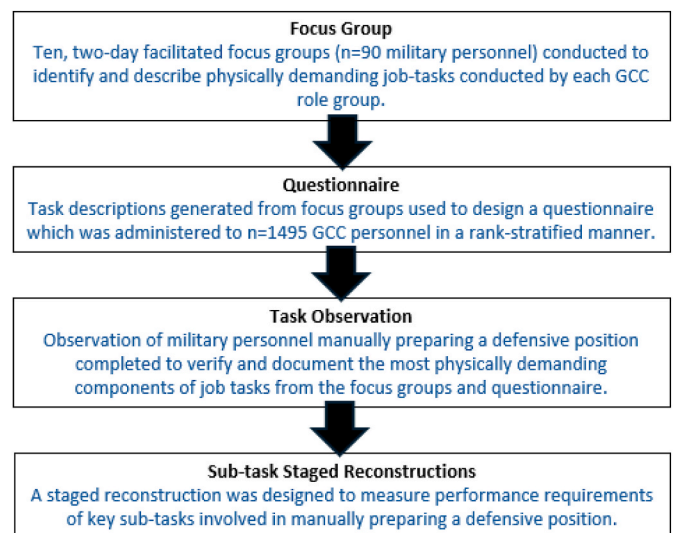 Focus Group
Ten, two-day facilitated focus groups (n=90 military personnel) conducted to
identify and describe physically demanding job-tasks conducted by each GCC
role group.
Questionnaire
Task descriptions generated from focus groups used to design a questionnaire
which was administered to n=1495 GCC personnel in a rank-stratified manner.
Task Observation
Observation of military personnel manually preparing a defensive position
completed to verify and document the most physically demanding
components of job tasks from the focus groups and questionnaire.
Sub-task Staged Reconstructions
A staged reconstruction was designed to measure performance requirements
of key sub-tasks involved in manually preparing a defensive position.